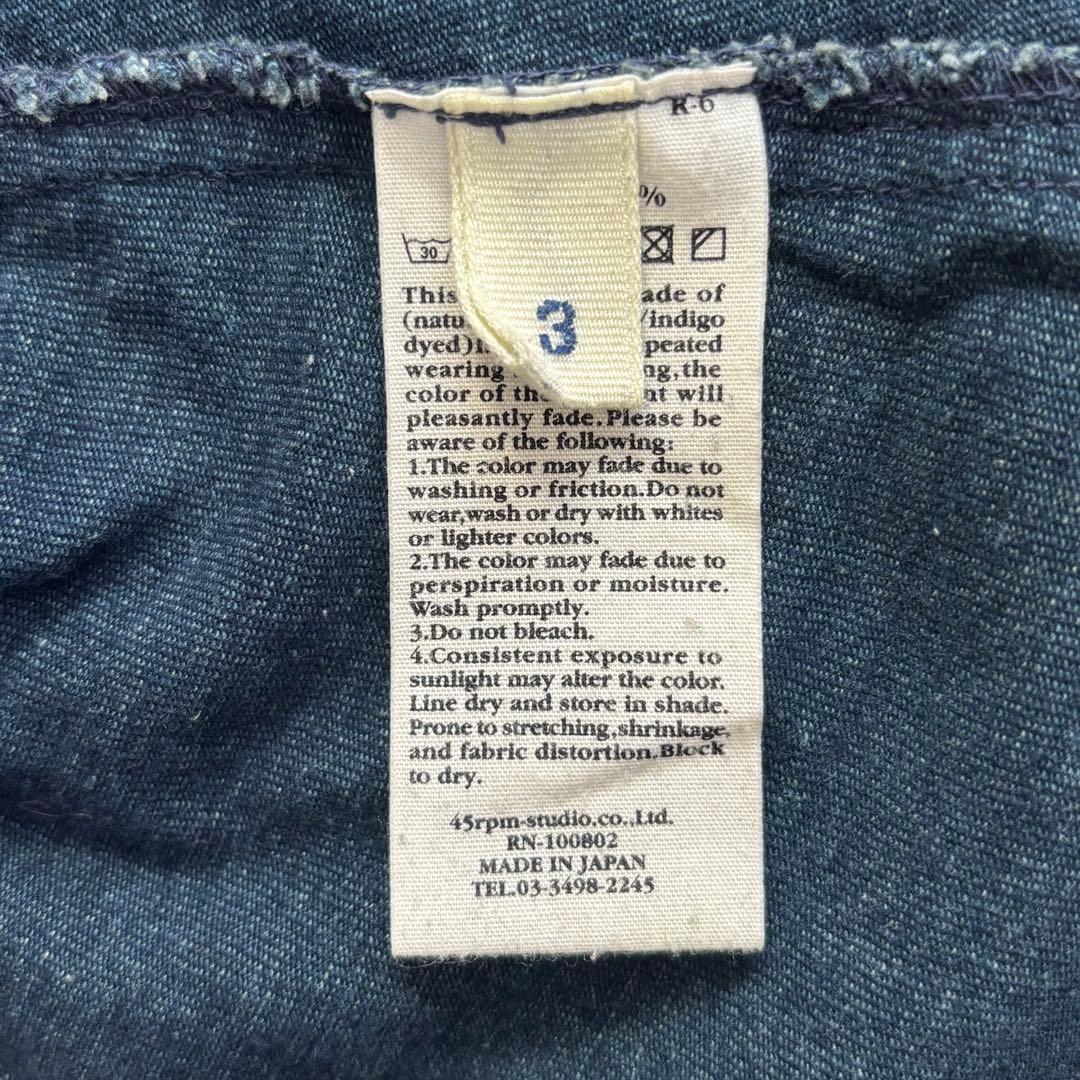 R-6
%
30
3
This ade of
(natu /indigo
dyed) peated
wearing ng,the
color of th nt will
pleasantly fade.Please be
aware of the following:
1.The color may fade due to
washing or friction.Do not
wear,wash or dry with whites
or lighter colors.
2.The color may fade due to
perspiration or moisture.
Wash promptly.
3.Do not bleach.
4.Consistent exposure to
sunlight may alter the color.
Line dry and store in shade.
Prone to stretching,shrinkage,
and fabric distortion.Block
to dry.
45rpm-studio.co.,Ltd.
RN-100802
MADE IN JAPAN
TEL.03-3498-2245